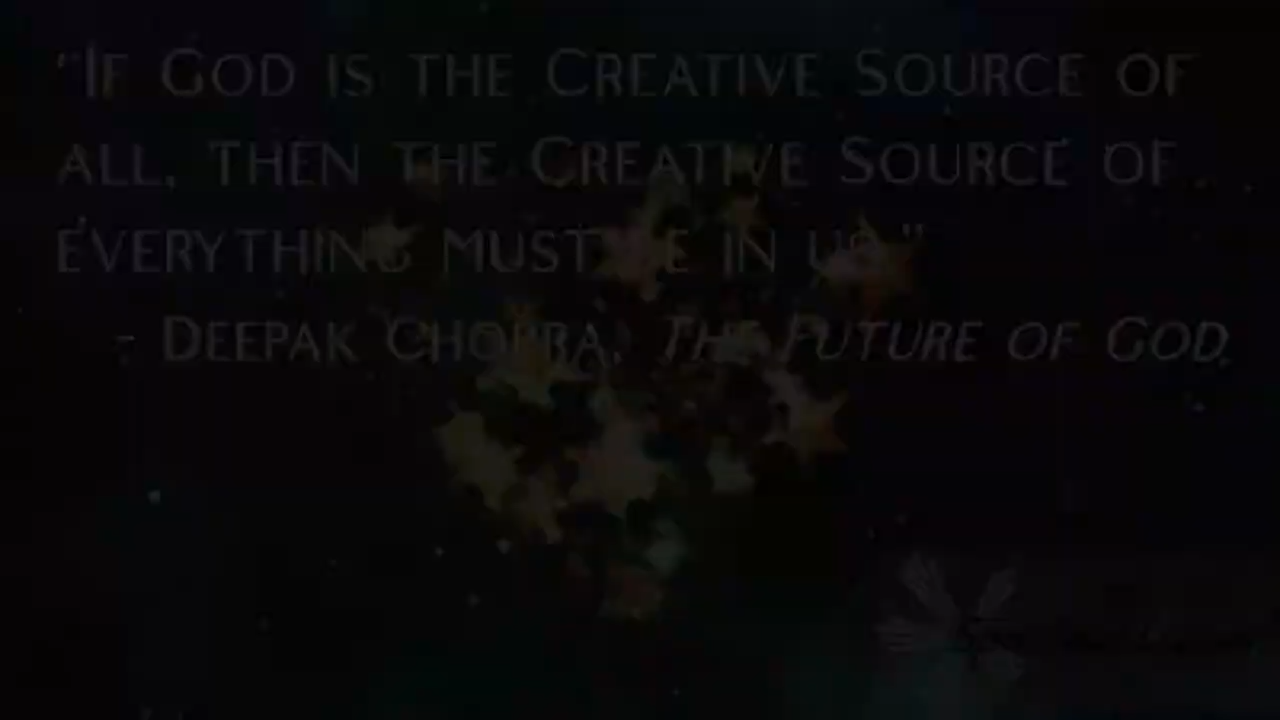 "If God is the Creative Source of
all, then the Creative Source of
everything must be in us."
- Deepak Chopra, The Future of God.